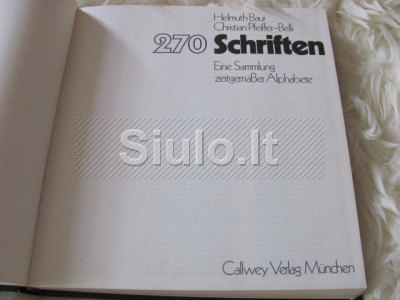 Helmuth Baur
Christian Pfeiffer-Belli
270 Schriften
Eine Sammlung
zeitgemäßer Alphabete
Siulo.lt
Callwey Verlag München